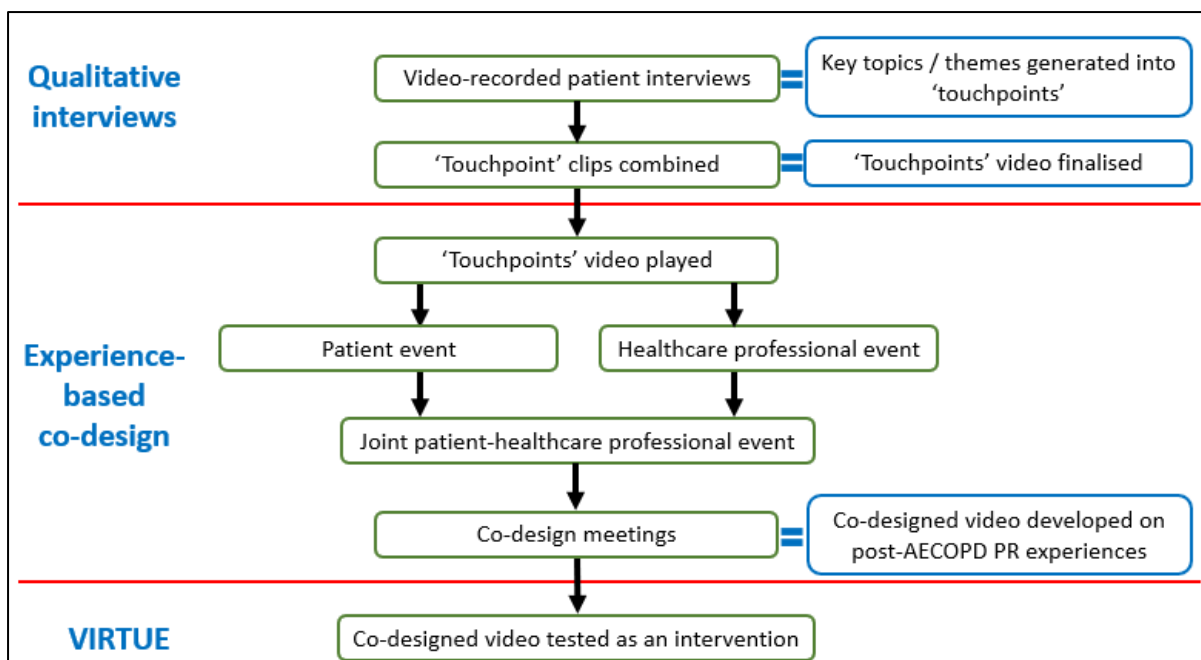 Qualitative
interviews
Video-recorded patient interviews
Key topics / themes generated into
‘touchpoints’
‘Touchpoint’ clips combined
‘Touchpoints’ video finalised
Experience-
based
co-design
‘Touchpoints’ video played
Patient event
Healthcare professional event
Joint patient-healthcare professional event
Co-design meetings
Co-designed video developed on
post-AECOPD PR experiences
VIRTUE
Co-designed video tested as an intervention